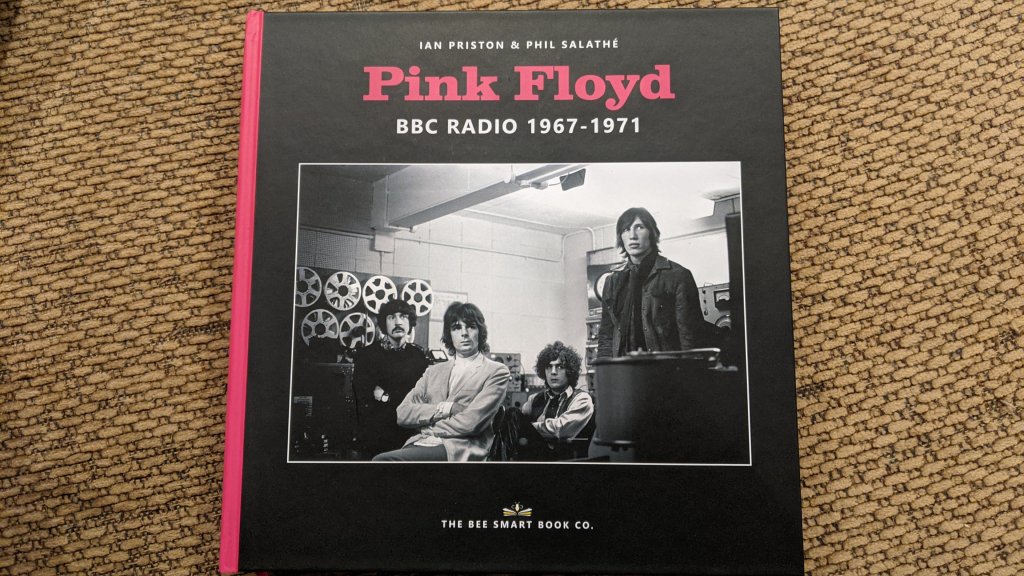 IAN PRISTON & PHIL SALATHÉ
Pink Floyd
BBC RADIO 1967-1971
THE BEE SMART BOOK CO.